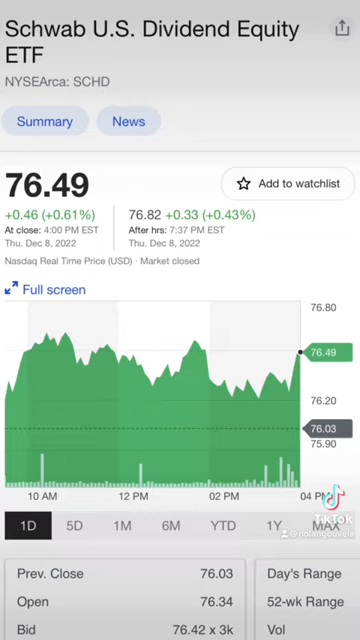 Schwab U.S. Dividend Equity
ETF
NYSEArca: SCHD
Summary
News
76.49
Add to watchlist
+0.46 (+0.61%)
At close: 4:00 PM EST
Thu. Dec 8, 2022
76.82 +0.33 (+0.43%)
After hrs: 7:37 PM EST
Thu. Dec 8, 2022
Nasdaq Real Time Price (USD) · Market closed
Full screen
76.80
76.49
76.20
76.03
75.90
10 AM
12 PM
02 PM
04 PM
TikTok
@nolangouveia
1D
5D
1M
6M
YTD
1Y
MAX
Prev. Close 76.03
Day's Range
Open 76.34
52-wk Range
Bid 76.42 x 3k
Vol